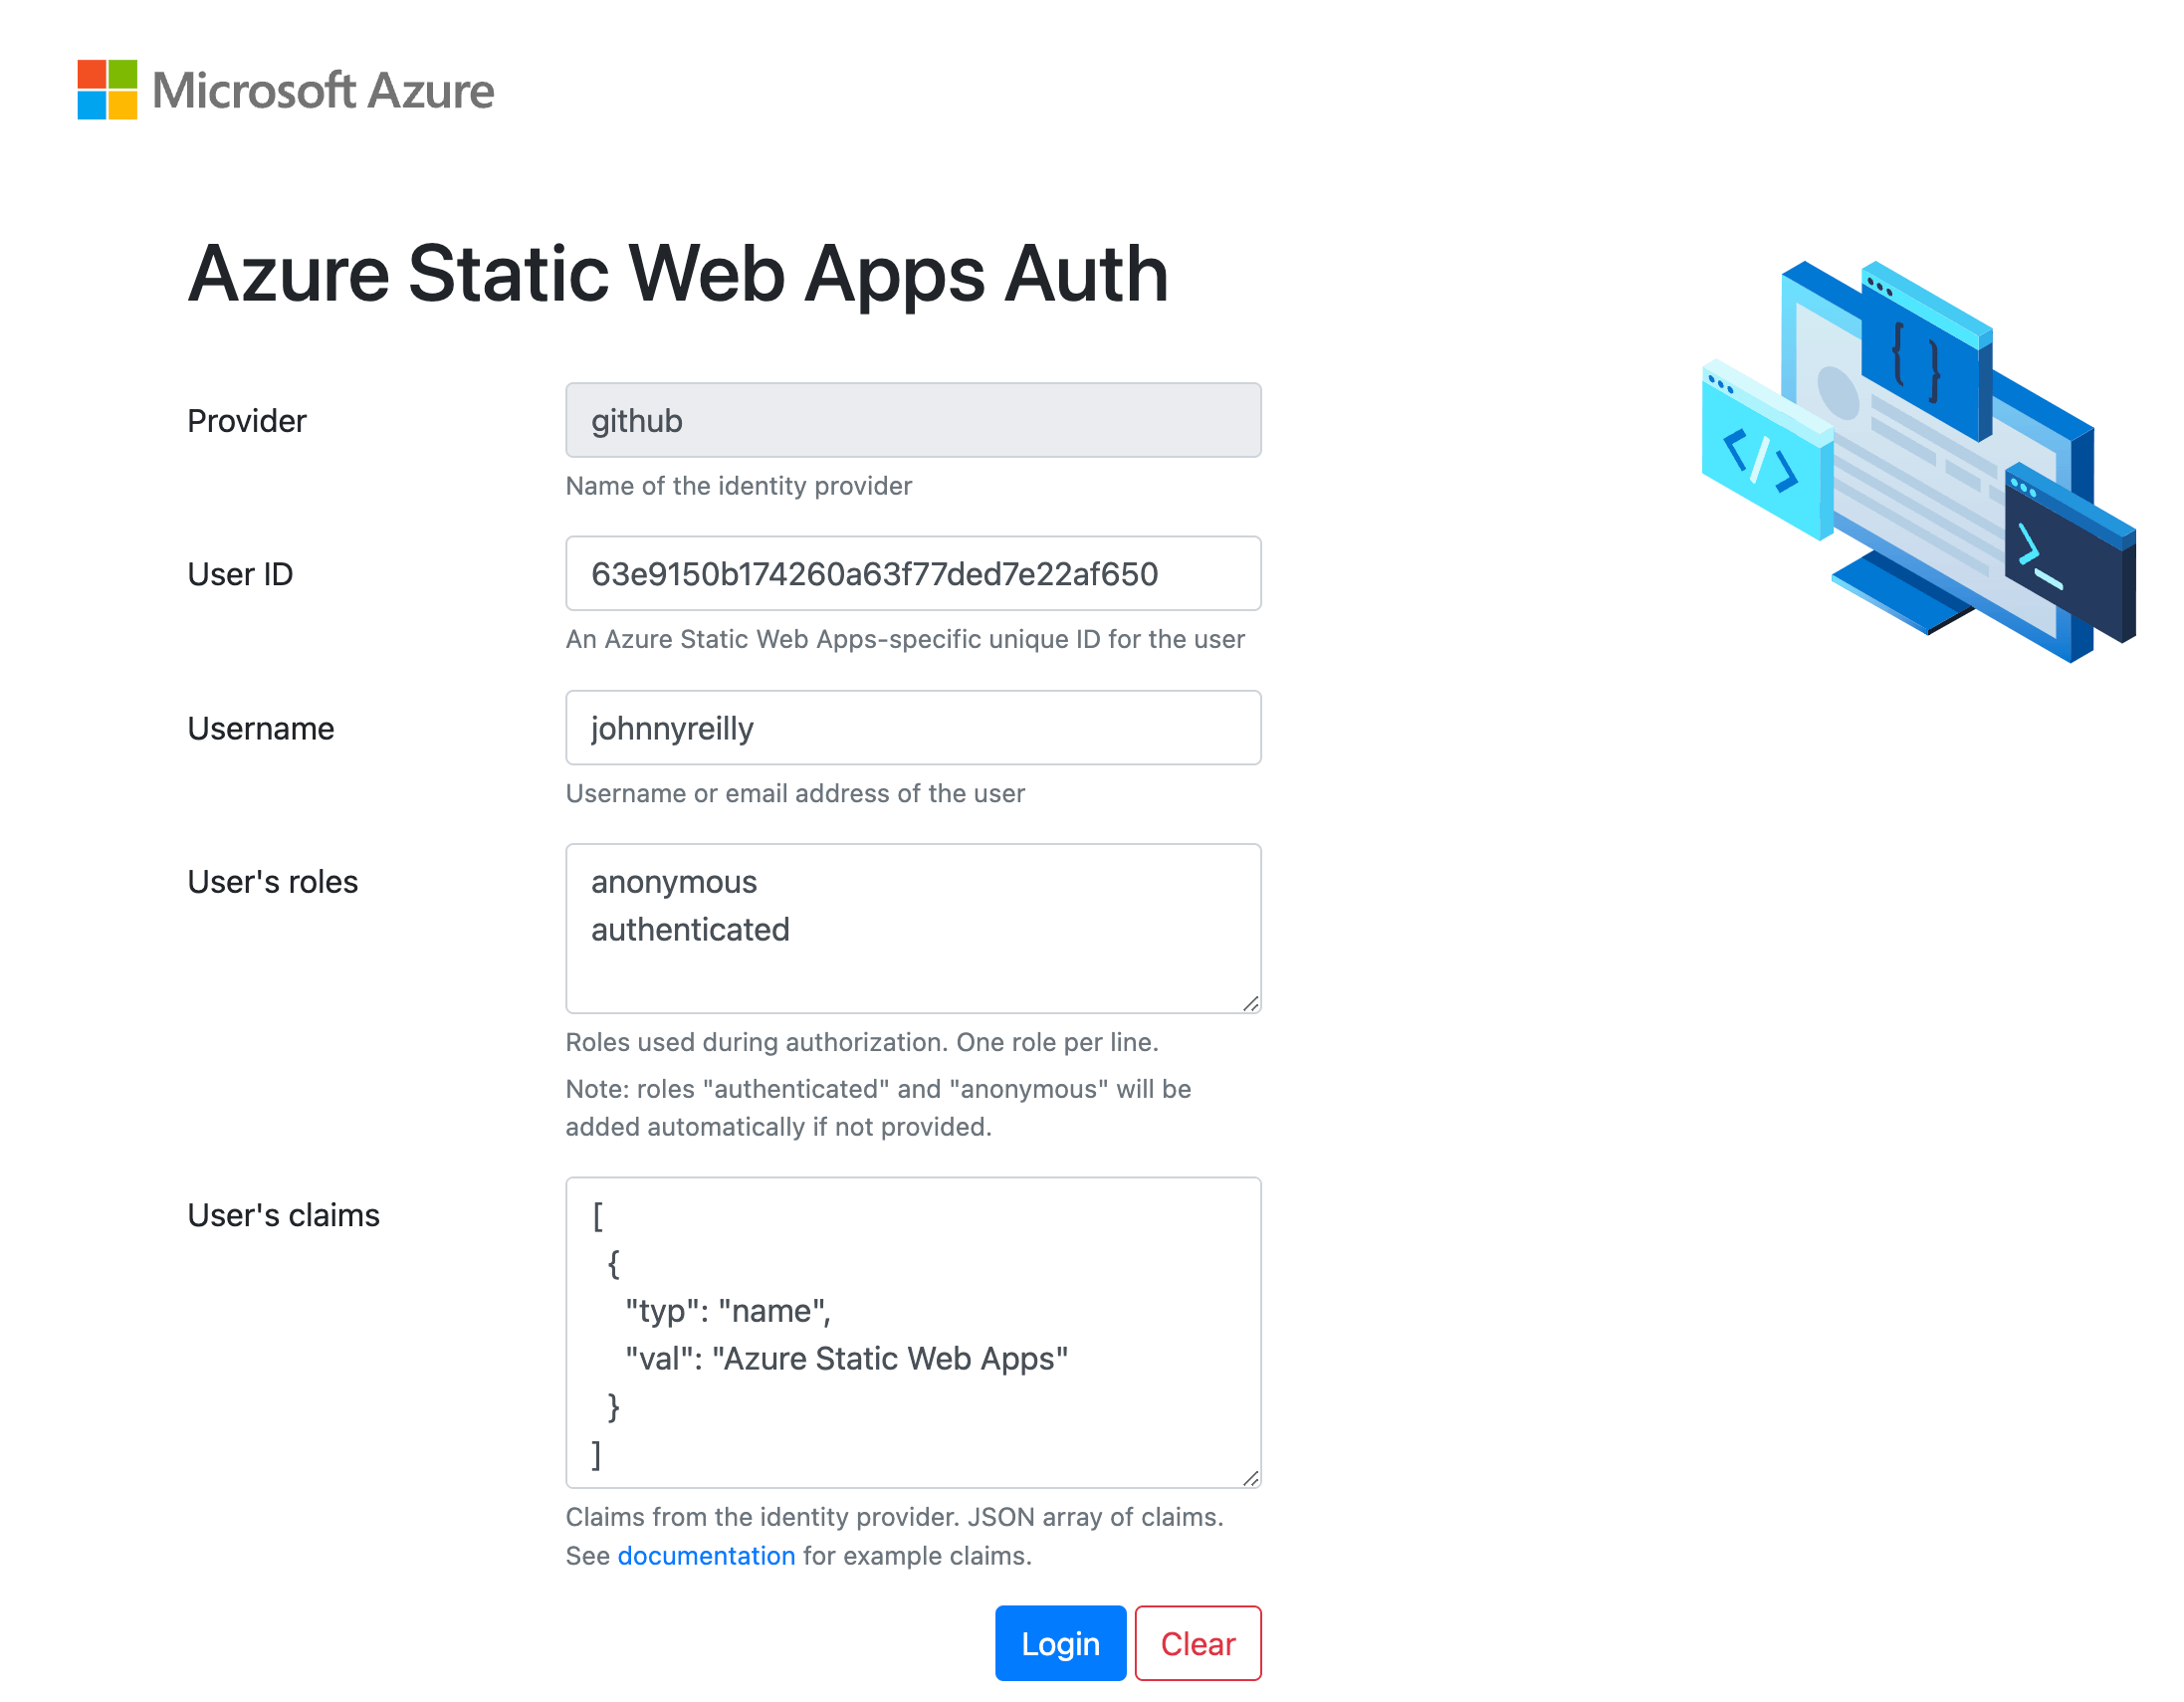 Microsoft Azure
Azure Static Web Apps Auth
Provider
github
Name of the identity provider
User ID
63e9150b174260a63f77ded7e22af650
An Azure Static Web Apps-specific unique ID for the user
Username
johnnyreilly
Username or email address of the user
User's roles
anonymous
authenticated
Roles used during authorization. One role per line.
Note: roles "authenticated" and "anonymous" will be
added automatically if not provided.
User's claims
[
{
"typ": "name",
"val": "Azure Static Web Apps"
}
]
Claims from the identity provider. JSON array of claims.
See documentation for example claims.
Login
Clear
{ }
</>
>_